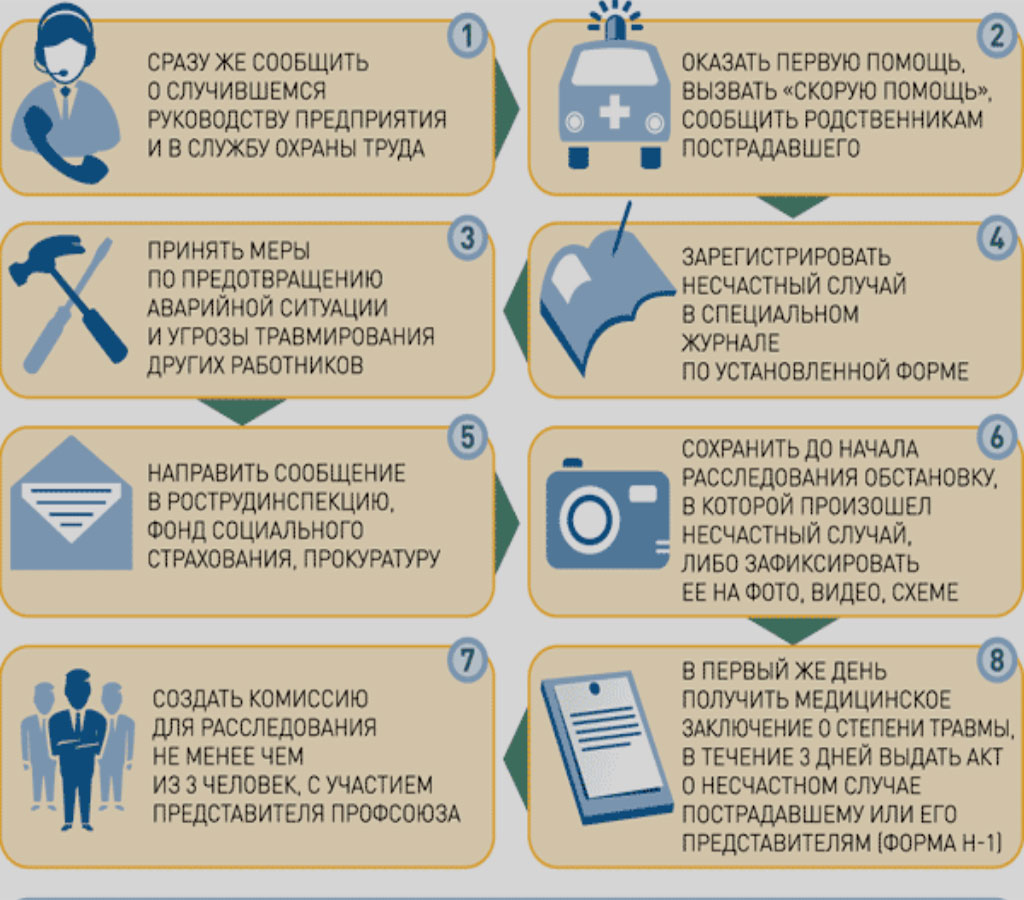 1
СРАЗУ ЖЕ СООБЩИТЬ
О СЛУЧИВШЕМСЯ
РУКОВОДСТВУ ПРЕДПРИЯТИЯ
И В СЛУЖБУ ОХРАНЫ ТРУДА
2
ОКАЗАТЬ ПЕРВУЮ ПОМОЩЬ,
ВЫЗВАТЬ «СКОРУЮ ПОМОЩЬ»,
СООБЩИТЬ РОДСТВЕННИКАМ
ПОСТРАДАВШЕГО
3
ПРИНЯТЬ МЕРЫ
ПО ПРЕДОТВРАЩЕНИЮ
АВАРИЙНОЙ СИТУАЦИИ
И УГРОЗЫ ТРАВМИРОВАНИЯ
ДРУГИХ РАБОТНИКОВ
4
ЗАРЕГИСТРИРОВАТЬ
НЕСЧАСТНЫЙ СЛУЧАЙ
В СПЕЦИАЛЬНОМ
ЖУРНАЛЕ
ПО УСТАНОВЛЕННОЙ ФОРМЕ
5
НАПРАВИТЬ СООБЩЕНИЕ
В РОСТРУДИНСПЕКЦИЮ,
ФОНД СОЦИАЛЬНОГО
СТРАХОВАНИЯ, ПРОКУРАТУРУ
6
СОХРАНИТЬ ДО НАЧАЛА
РАССЛЕДОВАНИЯ ОБСТАНОВКУ,
В КОТОРОЙ ПРОИЗОШЕЛ
НЕСЧАСТНЫЙ СЛУЧАЙ,
ЛИБО ЗАФИКСИРОВАТЬ
ЕЕ НА ФОТО, ВИДЕО, СХЕМЕ
7
СОЗДАТЬ КОМИССИЮ
ДЛЯ РАССЛЕДОВАНИЯ
НЕ МЕНЕЕ ЧЕМ
ИЗ 3 ЧЕЛОВЕК, С УЧАСТИЕМ
ПРЕДСТАВИТЕЛЯ ПРОФСОЮЗА
8
В ПЕРВЫЙ ЖЕ ДЕНЬ
ПОЛУЧИТЬ МЕДИЦИНСКОЕ
ЗАКЛЮЧЕНИЕ О СТЕПЕНИ ТРАВМЫ,
В ТЕЧЕНИЕ 3 ДНЕЙ ВЫДАТЬ АКТ
О НЕСЧАСТНОМ СЛУЧАЕ
ПОСТРАДАВШЕМУ ИЛИ ЕГО
ПРЕДСТАВИТЕЛЯМ (ФОРМА Н-1)